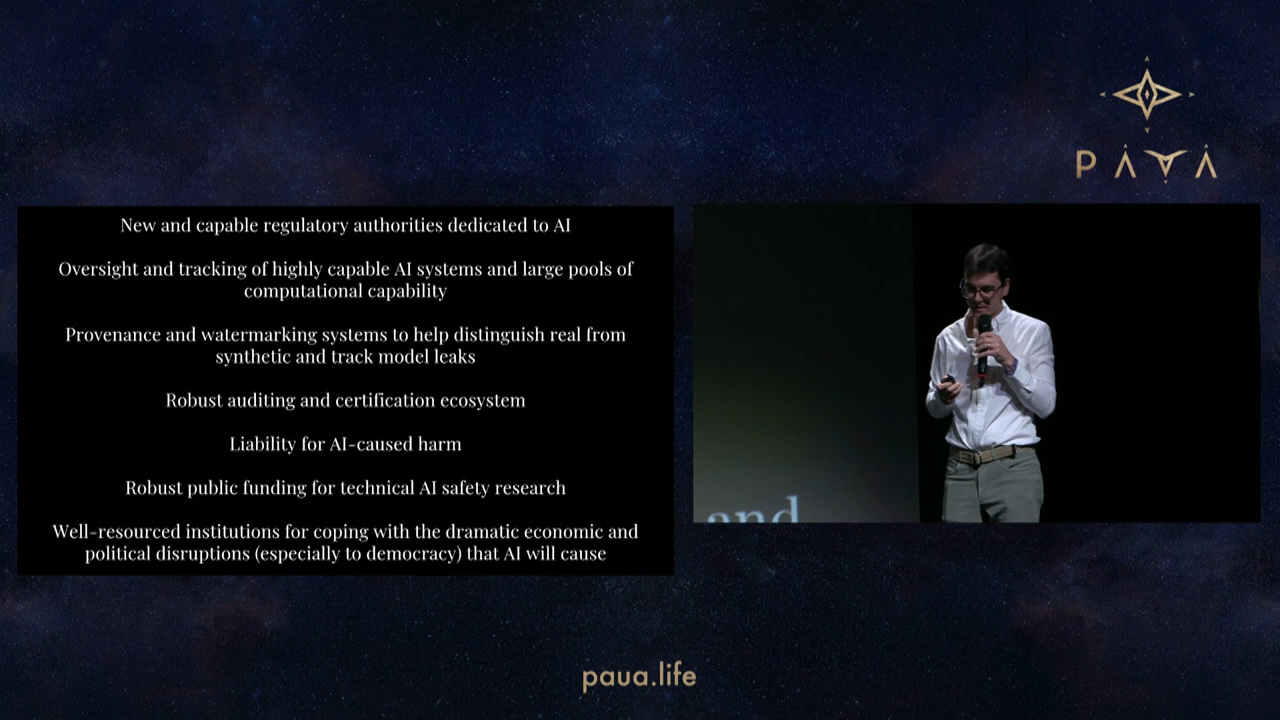 PAUA
New and capable regulatory authorities dedicated to AI
Oversight and tracking of highly capable AI systems and large pools of
computational capability
Provenance and watermarking systems to help distinguish real from
synthetic and track model leaks
Robust auditing and certification ecosystem
Liability for AI-caused harm
Robust public funding for technical AI safety research
Well-resourced institutions for coping with the dramatic economic and
political disruptions (especially to democracy) that AI will cause
and
paua.life